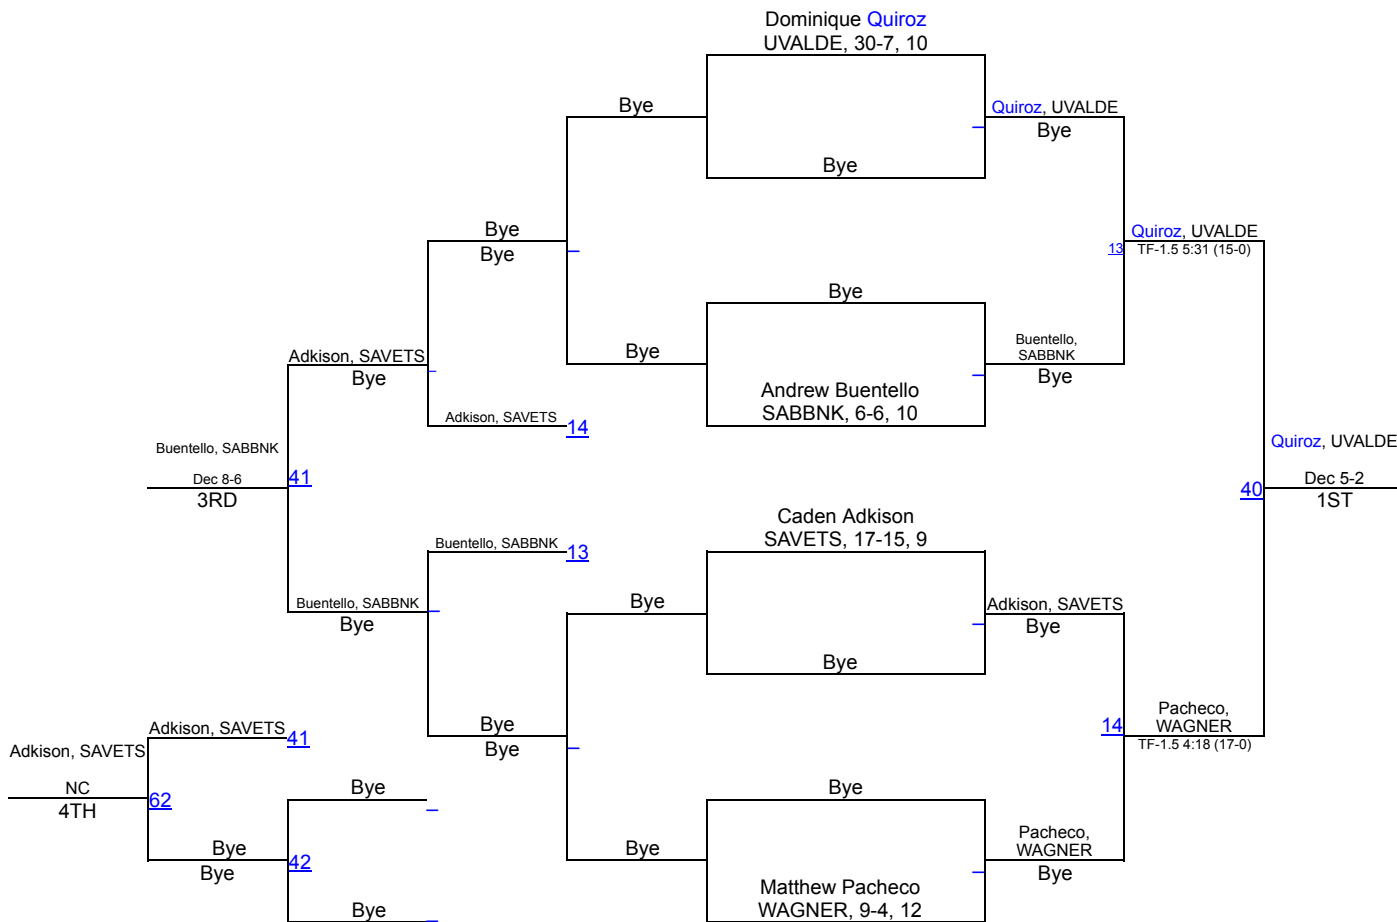 Dominique Quiroz
UVALDE, 30-7, 10
Bye
Quiroz, UVALDE
Bye
Bye
Bye
Bye
Quiroz, UVALDE
13
TF-1.5 5:31 (15-0)
Bye
Buentello,
SABBNK
Bye
Bye
Adkison, SAVETS
Bye
Andrew Buentello
SABBNK, 6-6, 10
Adkison, SAVETS
14
Buentello, SABBNK
Quiroz, UVALDE
41
Dec 8-6
3RD
40
Dec 5-2
1ST
Caden Adkison
SAVETS, 17-15, 9
Buentello, SABBNK
13
Buentello, SABBNK
Bye
Bye
Adkison, SAVETS
Bye
Bye
Pacheco,
WAGNER
14
TF-1.5 4:18 (17-0)
Bye
Bye
Adkison, SAVETS
41
Adkison, SAVETS
NC
62
4TH
Bye
Bye
Pacheco,
WAGNER
Bye
Bye
Bye
42
Bye
Matthew Pacheco
WAGNER, 9-4, 12
Bye